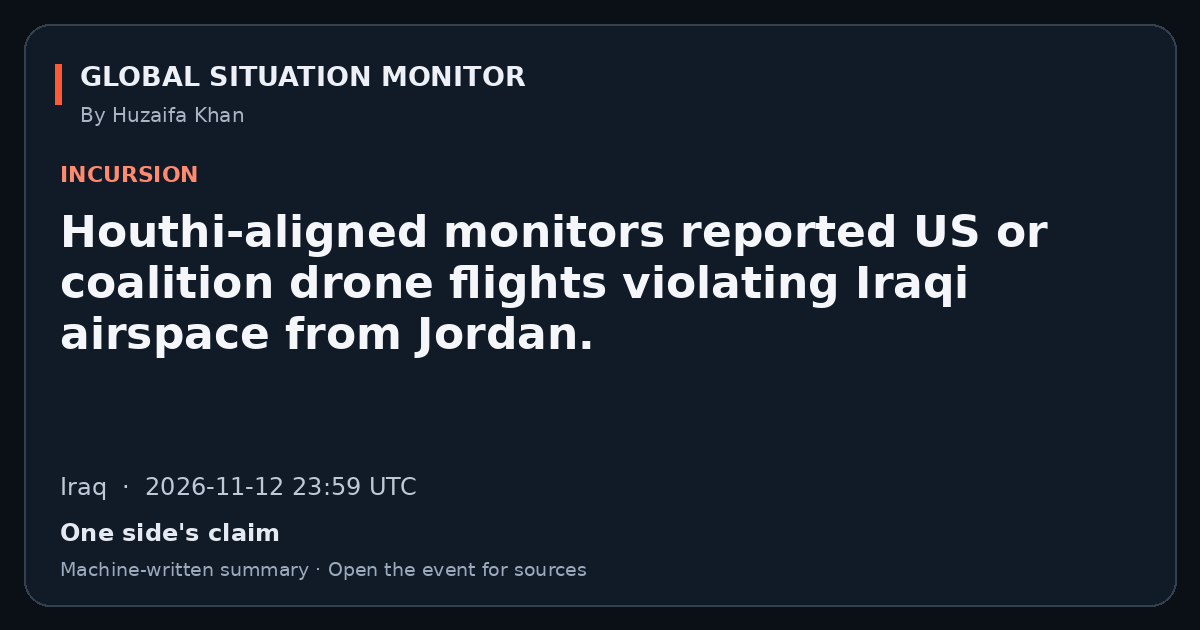 GLOBAL SITUATION MONITOR
By Huzaifa Khan
INCURSION
Houthi-aligned monitors reported US or
coalition drone flights violating Iraqi
airspace from Jordan.
Iraq · 2026-11-12 23:59 UTC
One side's claim
Machine-written summary · Open the event for sources